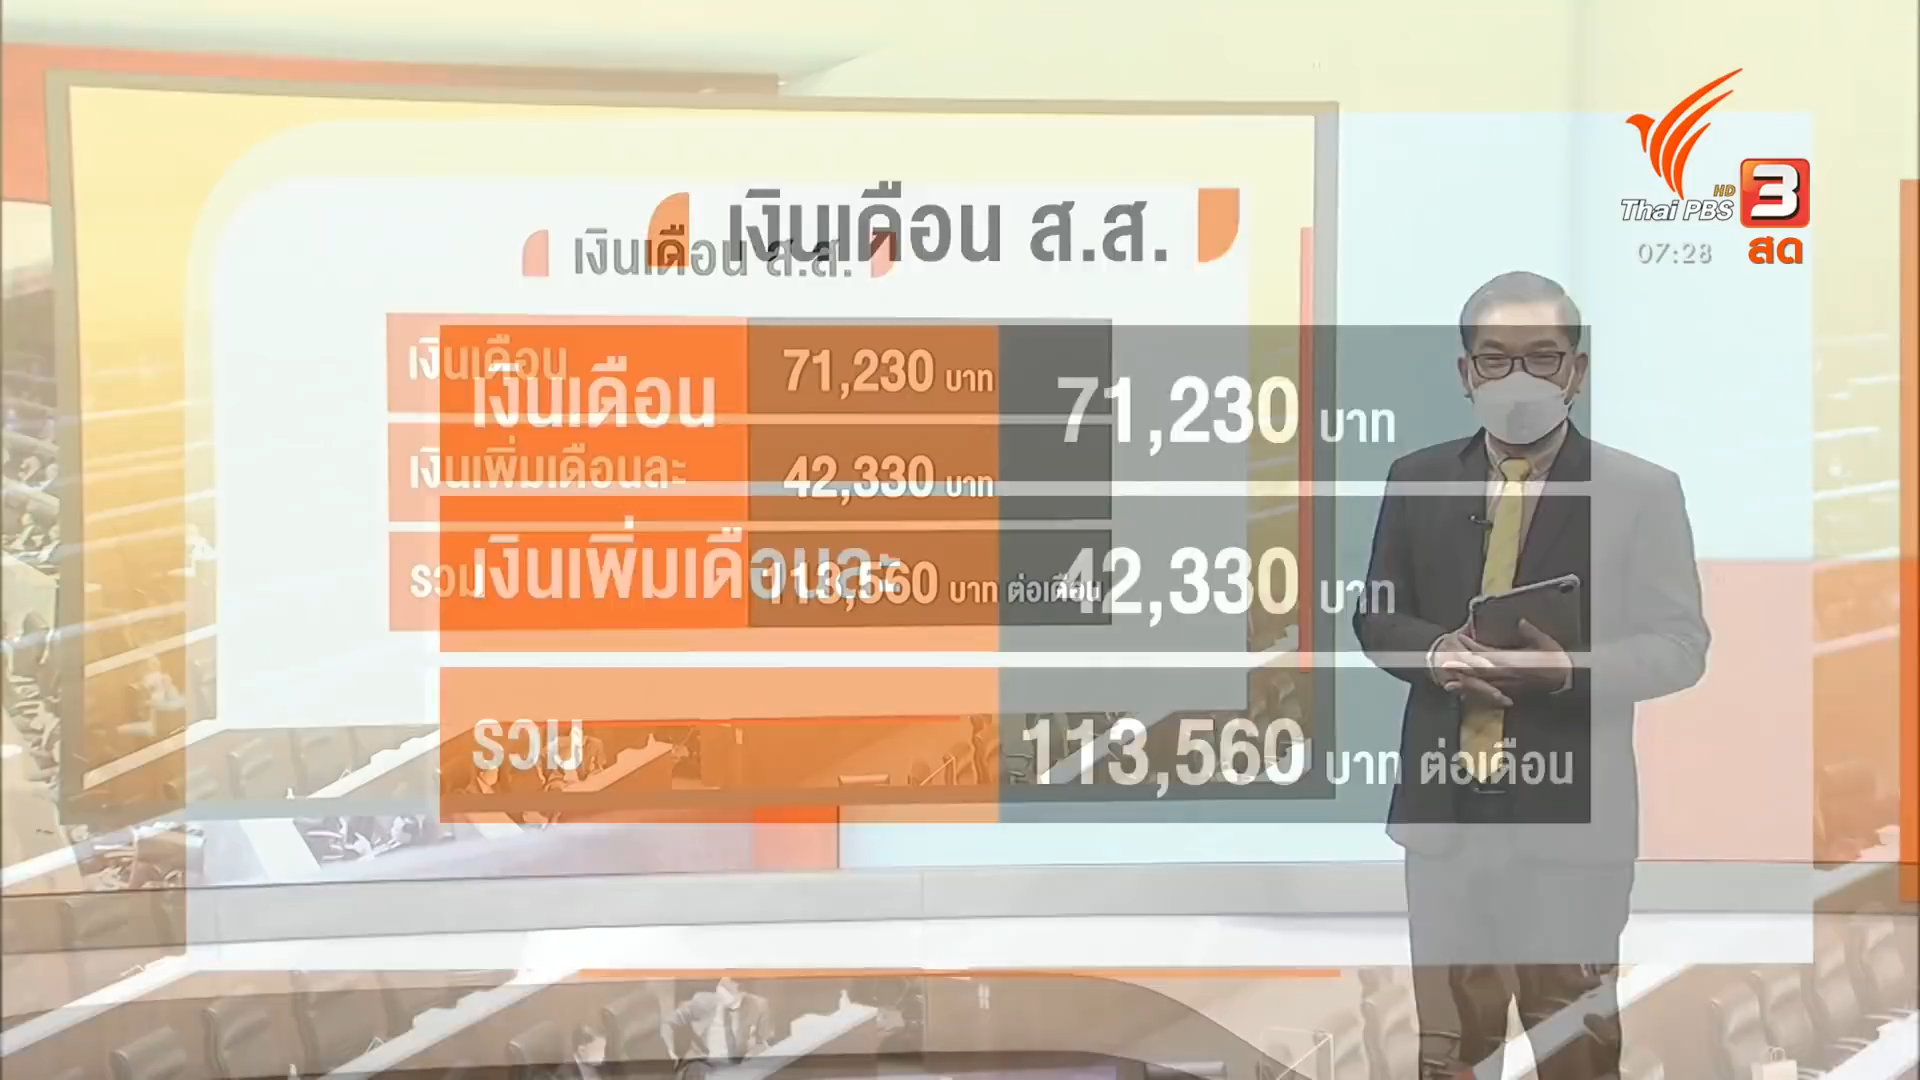 เงินเดือน ส.ส.
เงินเดือน 71,230 บาท
เงินเพิ่มเดือนละ 42,330 บาท
รวม 113,560 บาท ต่อเดือน
เงินเดือน ส.ส.
เงินเดือน 71,230 บาท
เงินเพิ่มเดือนละ 42,330 บาท
รวม 113,560 บาท ต่อเดือน
Thai PBS HD 3
07:28 สด